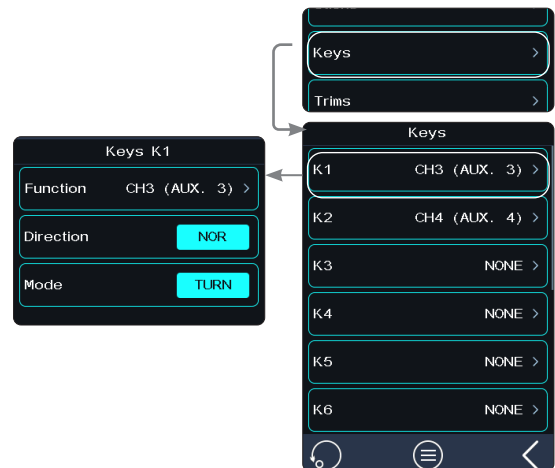 Keys >
Trims >
Keys
K1 CH3 (AUX. 3) >
K2 CH4 (AUX. 4) >
K3 NONE >
K4 NONE >
K5 NONE >
K6 NONE >
Keys K1
Function CH3 (AUX. 3) >
Direction NOR
Mode TURN